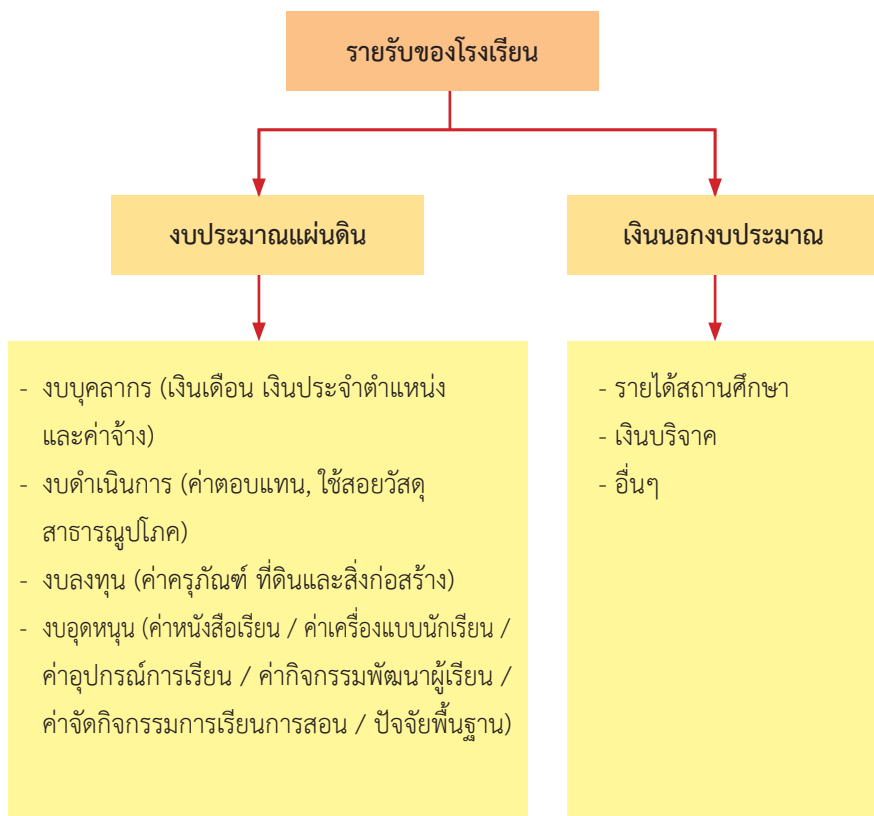 รายรับของโรงเรียน
งบประมาณแผ่นดิน
เงินนอกงบประมาณ
- งบบุคลากร (เงินเดือน เงินประจำตำแหน่ง
และค่าจ้าง)
- งบดำเนินการ (ค่าตอบแทน, ใช้สอยวัสดุ
สาธารณูปโภค)
- งบลงทุน (ค่าครุภัณฑ์ ที่ดินและสิ่งก่อสร้าง)
- งบอุดหนุน (ค่าหนังสือเรียน / ค่าเครื่องแบบนักเรียน /
ค่าอุปกรณ์การเรียน / ค่ากิจกรรมพัฒนาผู้เรียน /
ค่าจัดกิจกรรมการเรียนการสอน / ปัจจัยพื้นฐาน)
- รายได้สถานศึกษา
- เงินบริจาค
- อื่นๆ